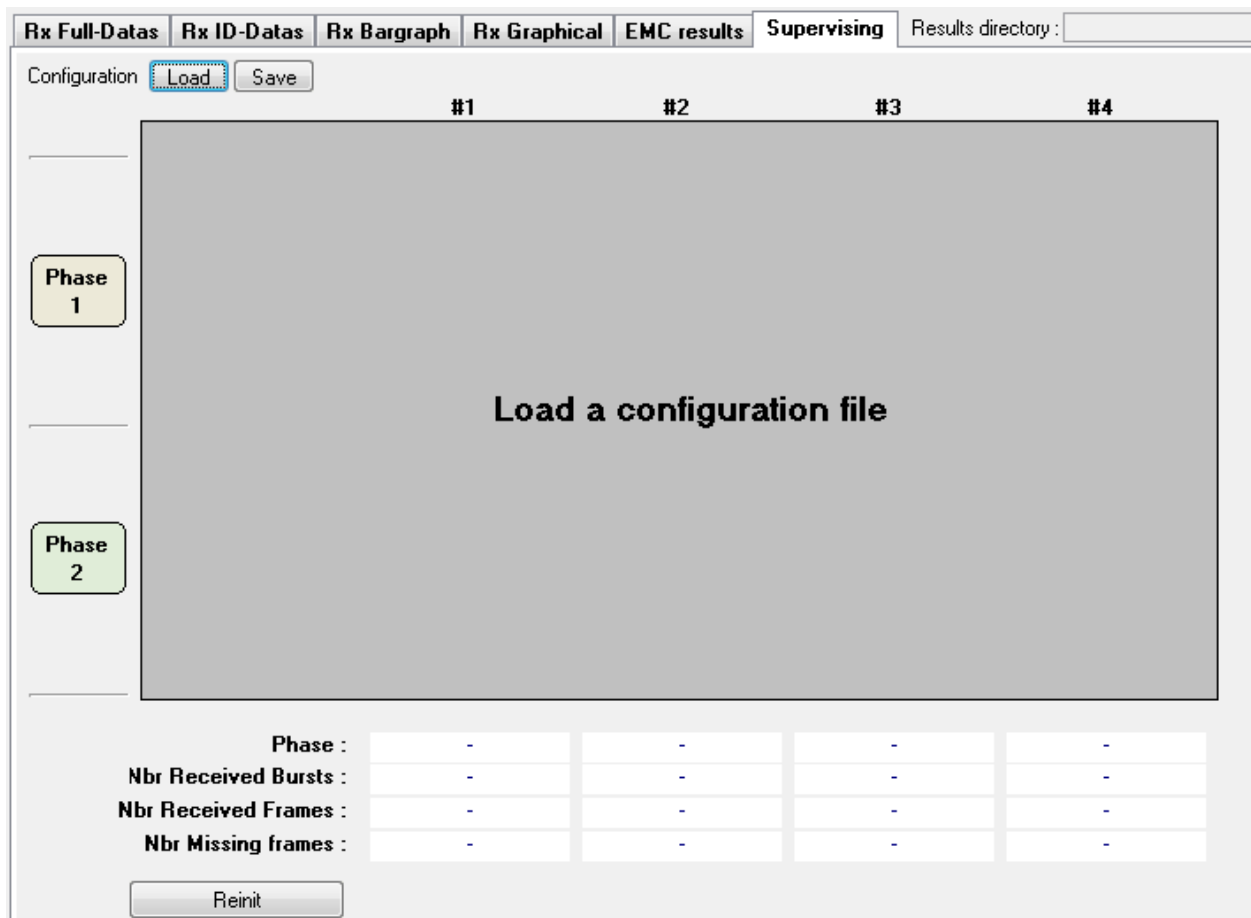 Rx Full-Datas Rx ID-Datas Rx Bargraph Rx Graphical EMC results Supervising Results directory :
Configuration Load Save
#1 #2 #3 #4
Phase
1
Load a configuration file
Phase
2
Phase : - - - -
Nbr Received Bursts : - - - -
Nbr Received Frames : - - - -
Nbr Missing frames : - - - -
Reinit